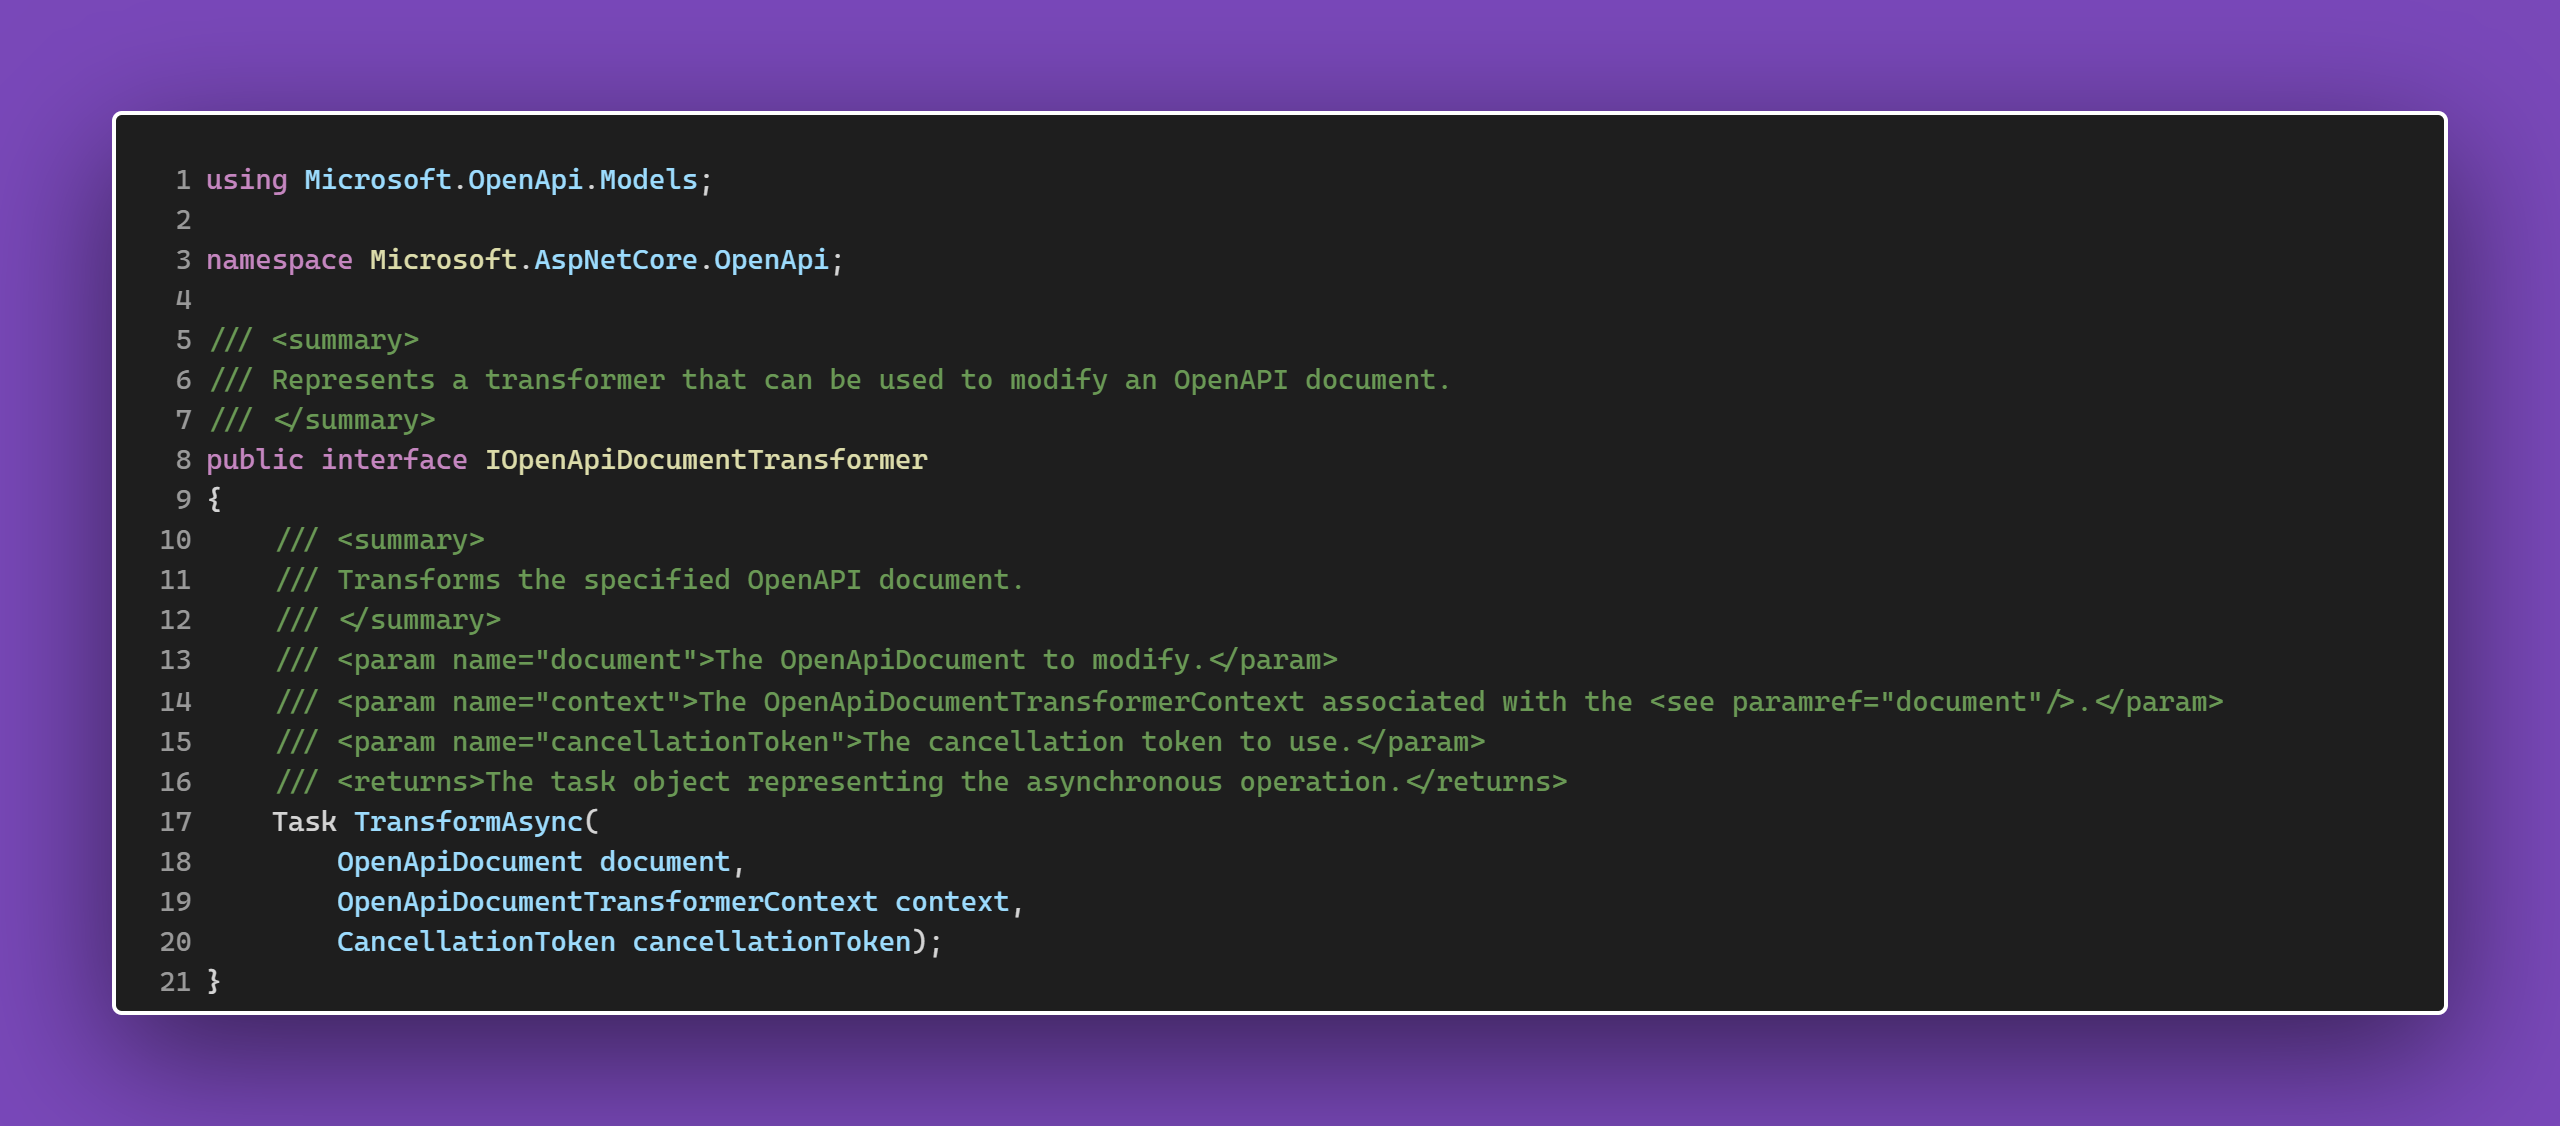 1 using Microsoft.OpenApi.Models;
2
3 namespace Microsoft.AspNetCore.OpenApi;
4
5 /// <summary>
6 /// Represents a transformer that can be used to modify an OpenAPI document.
7 /// </summary>
8 public interface IOpenApiDocumentTransformer
9 {
10     /// <summary>
11     /// Transforms the specified OpenAPI document.
12     /// </summary>
13     /// <param name="document">The OpenApiDocument to modify.</param>
14     /// <param name="context">The OpenApiDocumentTransformerContext associated with the <see paramref="document"/>.</param>
15     /// <param name="cancellationToken">The cancellation token to use.</param>
16     /// <returns>The task object representing the asynchronous operation.</returns>
17     Task TransformAsync(
18         OpenApiDocument document,
19         OpenApiDocumentTransformerContext context,
20         CancellationToken cancellationToken);
21 }